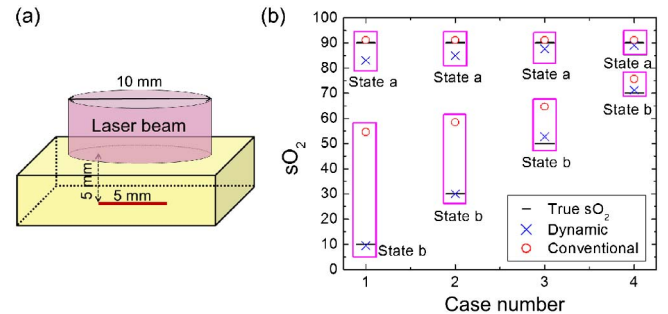 (a)
10 mm
Laser beam
5 mm
5 mm
(b)
sO₂
100
90
80
70
60
50
40
30
20
10
0
State a
State a
State a
State a
State b
State b
State b
State b
True sO₂
Dynamic
Conventional
1 2 3 4
Case number